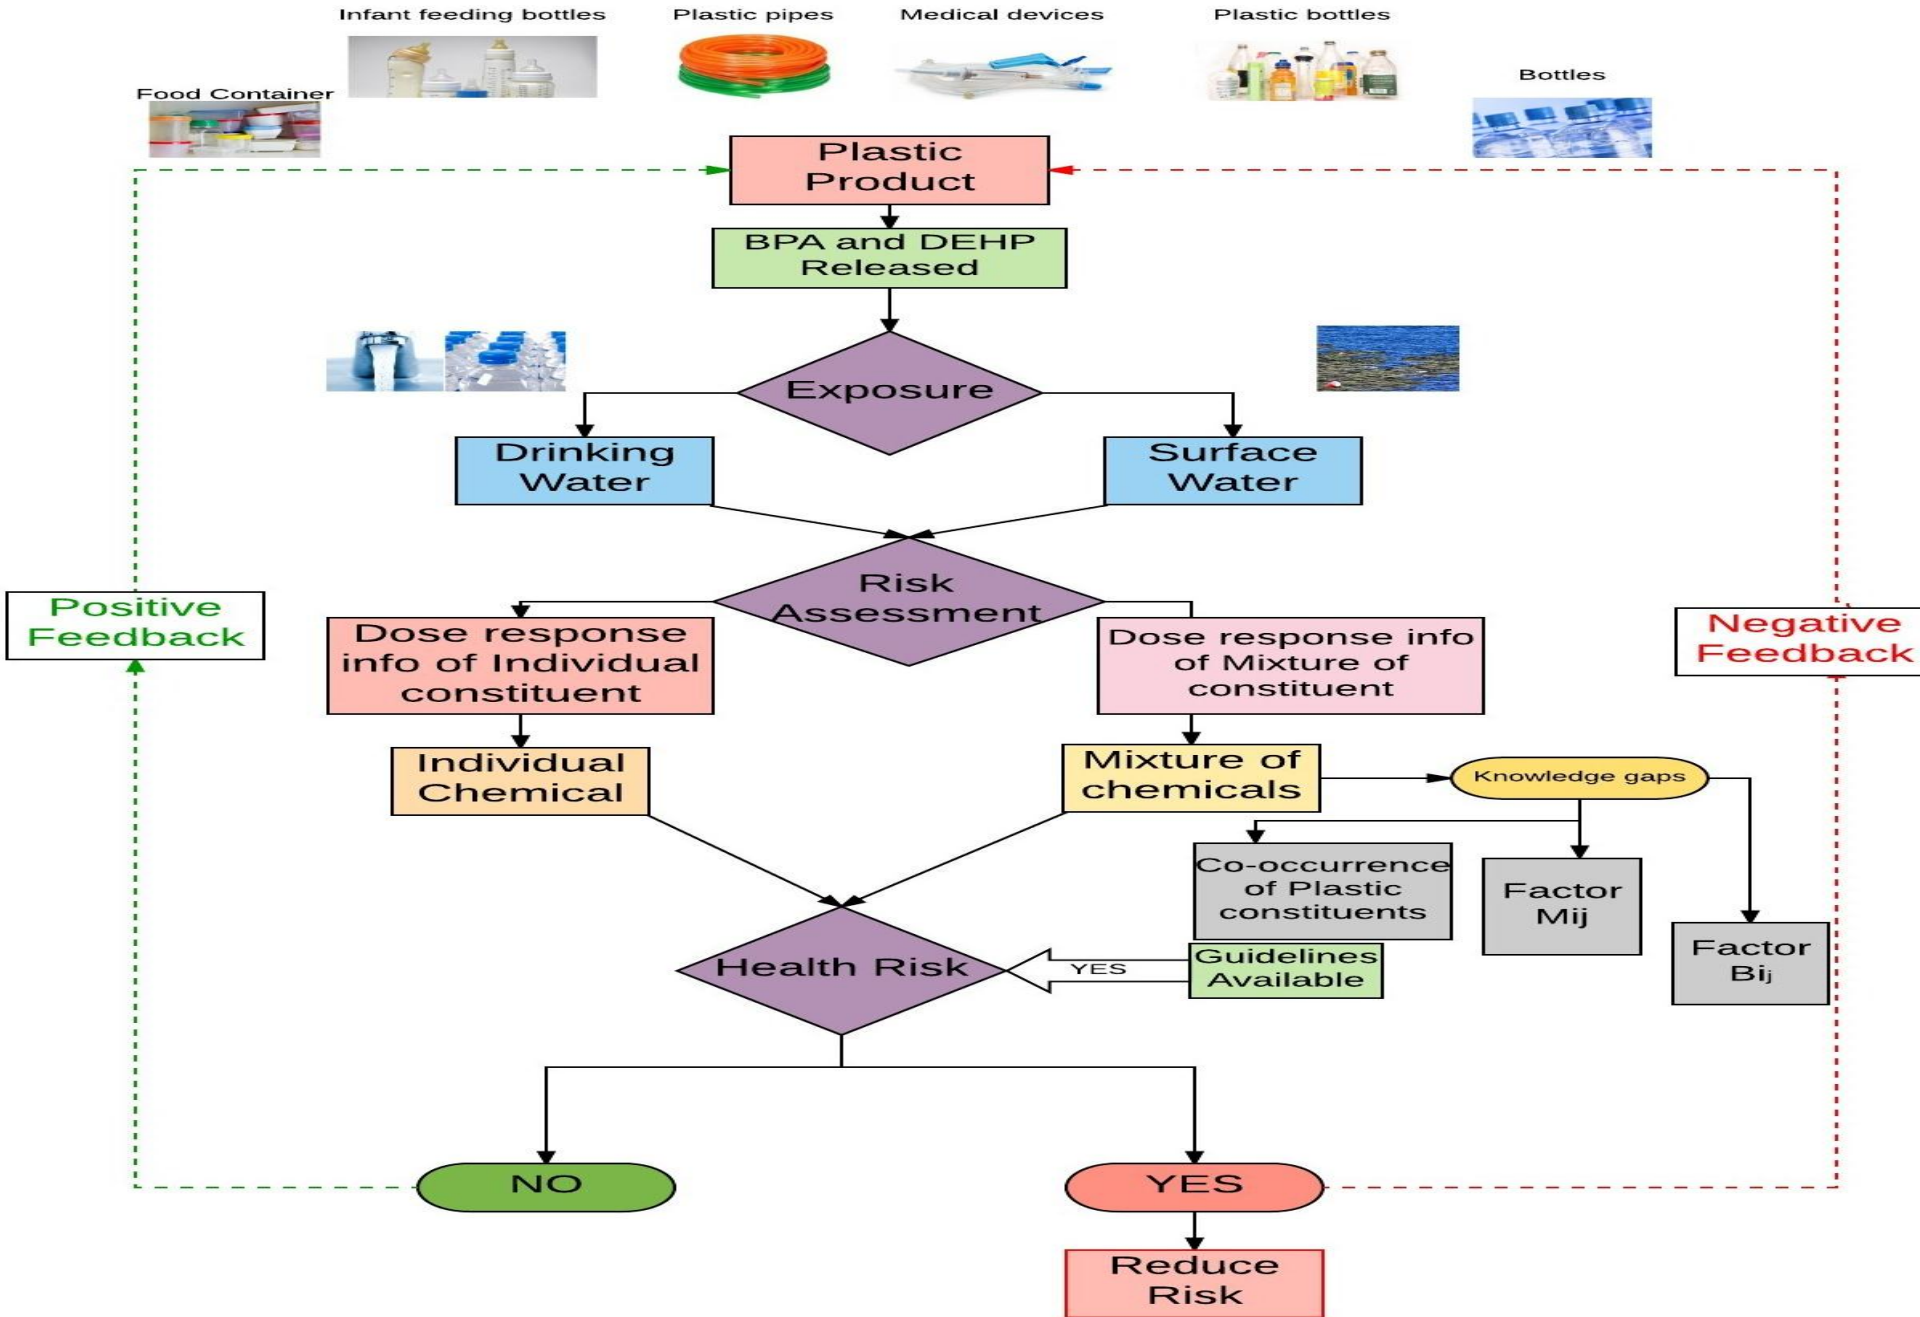 Infant feeding bottles
Plastic pipes
Medical devices
Plastic bottles
Bottles
Food Container
Plastic
Product
BPA and DEHP
Released
Exposure
Drinking
Water
Surface
Water
Risk
Assessment
Positive
Feedback
Negative
Feedback
Dose response
info of Individual
constituent
Dose response info
of Mixture of
constituent
Individual
Chemical
Mixture of
chemicals
Knowledge gaps
Co-occurrence
of Plastic
constituents
Factor
Mij
Factor
Bij
Health Risk
YES
Guidelines
Available
NO
YES
Reduce
Risk